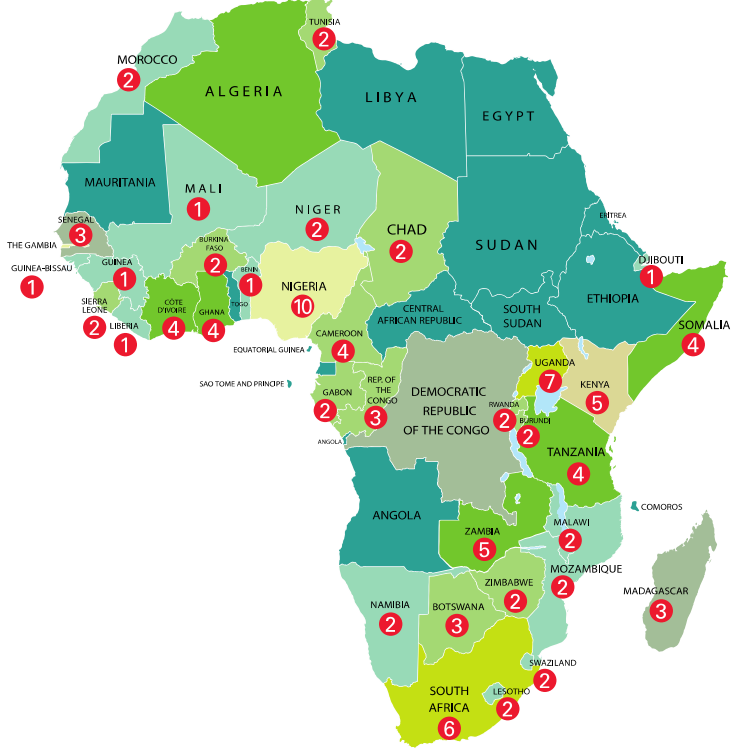 TUNISIA
2
MOROCCO
2
ALGERIA
LIBYA
EGYPT
MAURITANIA
MALI
1
NIGER
2
CHAD
2
SUDAN
ERITREA
SENEGAL
3
THE GAMBIA
GUINEA-BISSAU
1
GUINEA
1
BURKINA
FASO
2
BENIN
1
NIGERIA
10
DJIBOUTI
1
ETHIOPIA
SIERRA
LEONE
2
LIBERIA
1
CÔTE
D'IVOIRE
4
GHANA
4
TOGO
CENTRAL
AFRICAN REPUBLIC
SOUTH
SUDAN
SOMALIA
4
CAMEROON
4
EQUATORIAL GUINEA
UGANDA
7
KENYA
5
SAO TOME AND PRINCIPE
GABON
2
REP. OF
THE
CONGO
3
DEMOCRATIC
REPUBLIC
OF THE CONGO
RWANDA
2
BURUNDI
2
ANGOLA
TANZANIA
4
ANGOLA
COMOROS
ZAMBIA
5
MALAWI
2
MOZAMBIQUE
2
ZIMBABWE
2
MADAGASCAR
3
NAMIBIA
2
BOTSWANA
3
SWAZILAND
2
LESOTHO
2
SOUTH
AFRICA
6